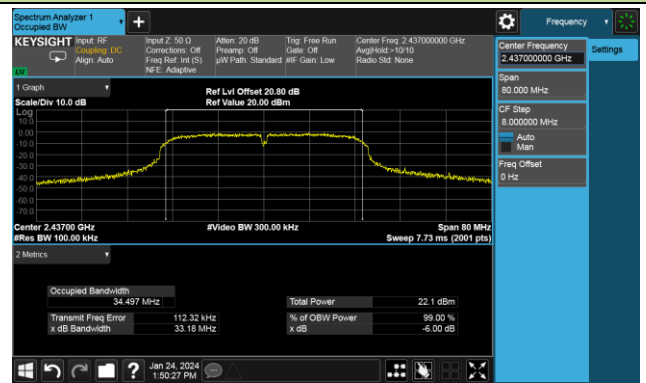 Spectrum Analyzer 1
Occupied BW
Frequency
KEYSIGHT
Input: RF
Coupling: DC
Align: Auto
Input Z: 50 Ω
Corrections: Off
Freq Ref: Int (S)
NFE: Adaptive
Atten: 20 dB
Preamp: Off
µW Path: Standard
Trig: Free Run
Gate: Off
#IF Gain: Low
Center Freq: 2.437000000 GHz
Avg|Hold:>10/10
Radio Std: None
Center Frequency
2.437000000 GHz
Settings
Span
80.000 MHz
CF Step
8.000000 MHz
Auto
Man
Freq Offset
0 Hz
1 Graph
Scale/Div 10.0 dB
Ref Lvl Offset 20.80 dB
Ref Value 20.00 dBm
Log
10.0
0.00
-10.0
-20.0
-30.0
-40.0
-50.0
-60.0
-70.0
Center 2.43700 GHz
#Res BW 100.00 kHz
#Video BW 300.00 kHz
Span 80 MHz
Sweep 7.73 ms (2001 pts)
2 Metrics
Occupied Bandwidth
34.497 MHz
Total Power 22.1 dBm
Transmit Freq Error 112.32 kHz
% of OBW Power 99.00 %
x dB Bandwidth 33.18 MHz
x dB -6.00 dB
?
Jan 24, 2024
1:50:27 PM